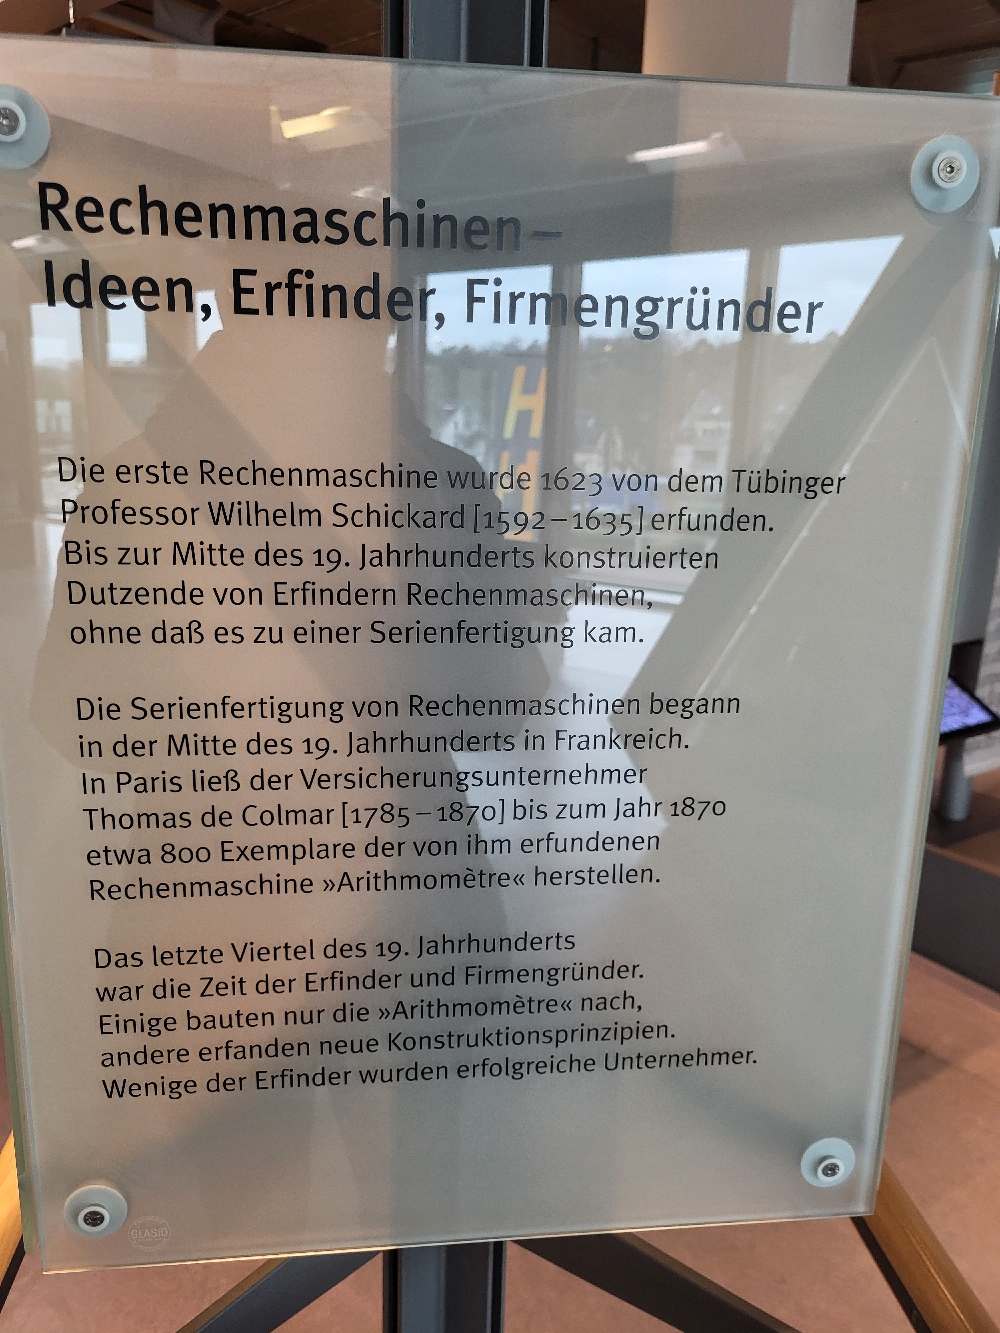 Rechenmaschinen–
Ideen, Erfinder, Firmengründer
Die erste Rechenmaschine wurde 1623 von dem Tübinger
Professor Wilhelm Schickard [1592–1635] erfunden.
Bis zur Mitte des 19. Jahrhunderts konstruierten
Dutzende von Erfindern Rechenmaschinen,
ohne daß es zu einer Serienfertigung kam.
Die Serienfertigung von Rechenmaschinen begann
in der Mitte des 19. Jahrhunderts in Frankreich.
In Paris ließ der Versicherungsunternehmer
Thomas de Colmar [1785–1870] bis zum Jahr 1870
etwa 800 Exemplare der von ihm erfundenen
Rechenmaschine »Arithmomètre« herstellen.
Das letzte Viertel des 19. Jahrhunderts
war die Zeit der Erfinder und Firmengründer.
Einige bauten nur die »Arithmomètre« nach,
andere erfanden neue Konstruktionsprinzipien.
Wenige der Erfinder wurden erfolgreiche Unternehmer.
GLASID